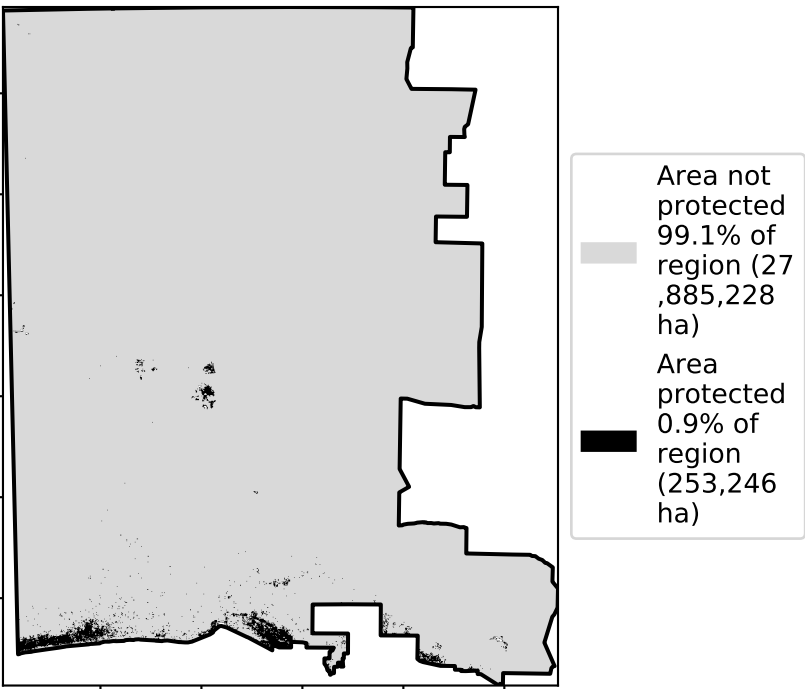 Area not
protected
99.1% of
region (27
,885,228
ha)
Area
protected
0.9% of
region
(253,246
ha)